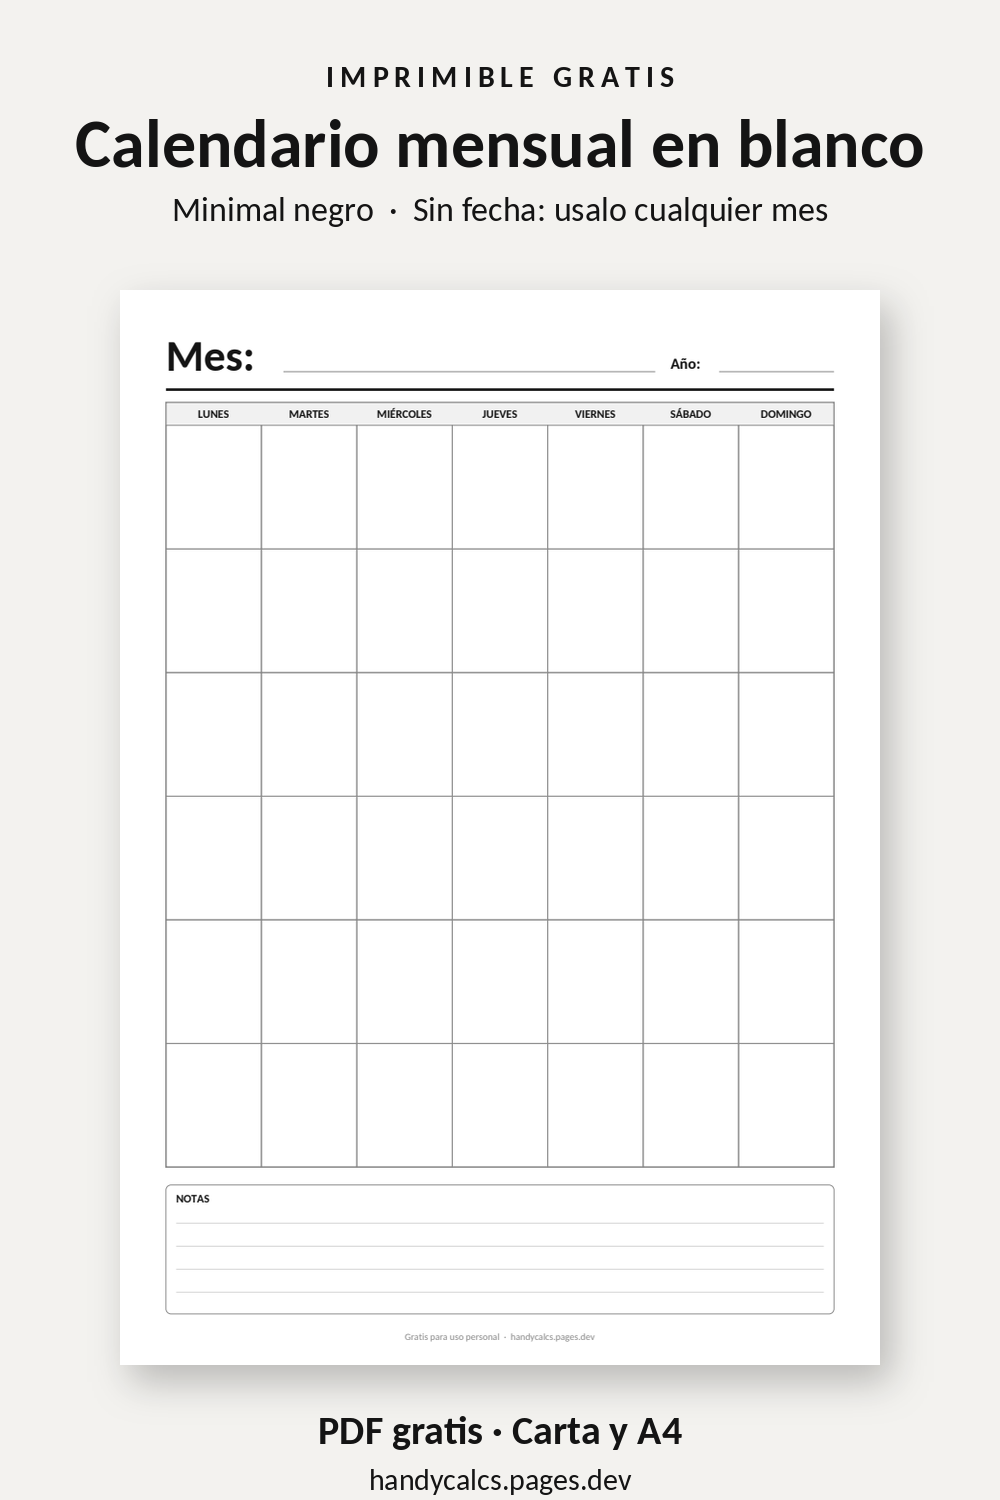 IMPRIMIBLE GRATIS
Calendario mensual en blanco
Minimal negro · Sin fecha: usalo cualquier mes
Mes: Año:
LUNES MARTES MIÉRCOLES JUEVES VIERNES SÁBADO DOMINGO
NOTAS
Gratis para uso personal - handycalcs.pages.dev
PDF gratis · Carta y A4
handycalcs.pages.dev